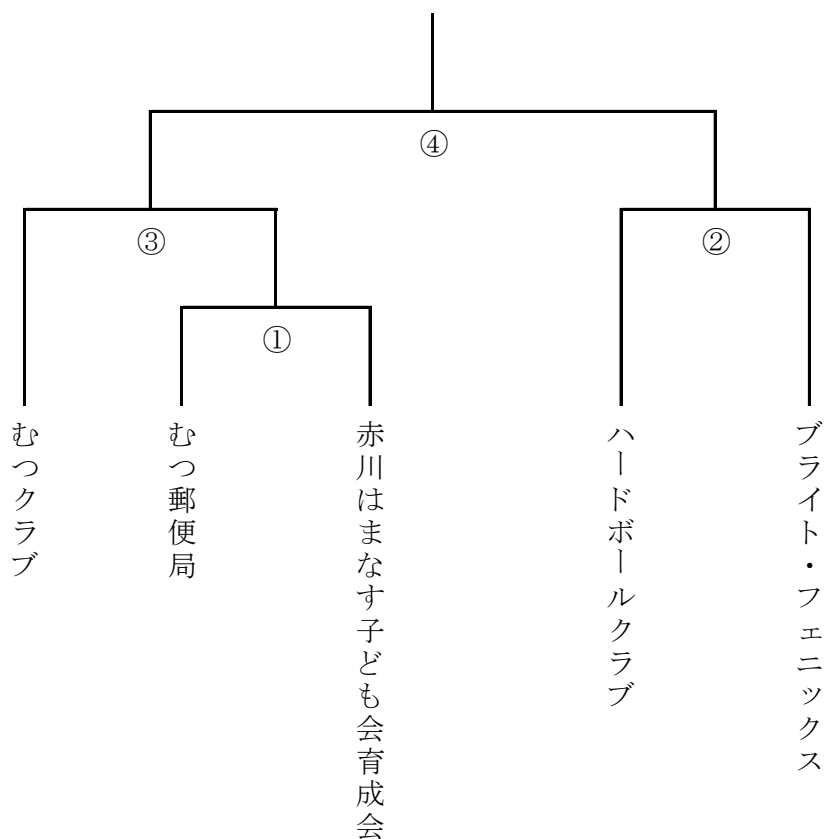 ④
③
②
①
むつクラブ
むつ郵便局
赤川はまなす子ども会育成会
ハードボールクラブ
ブライト・フェニックス